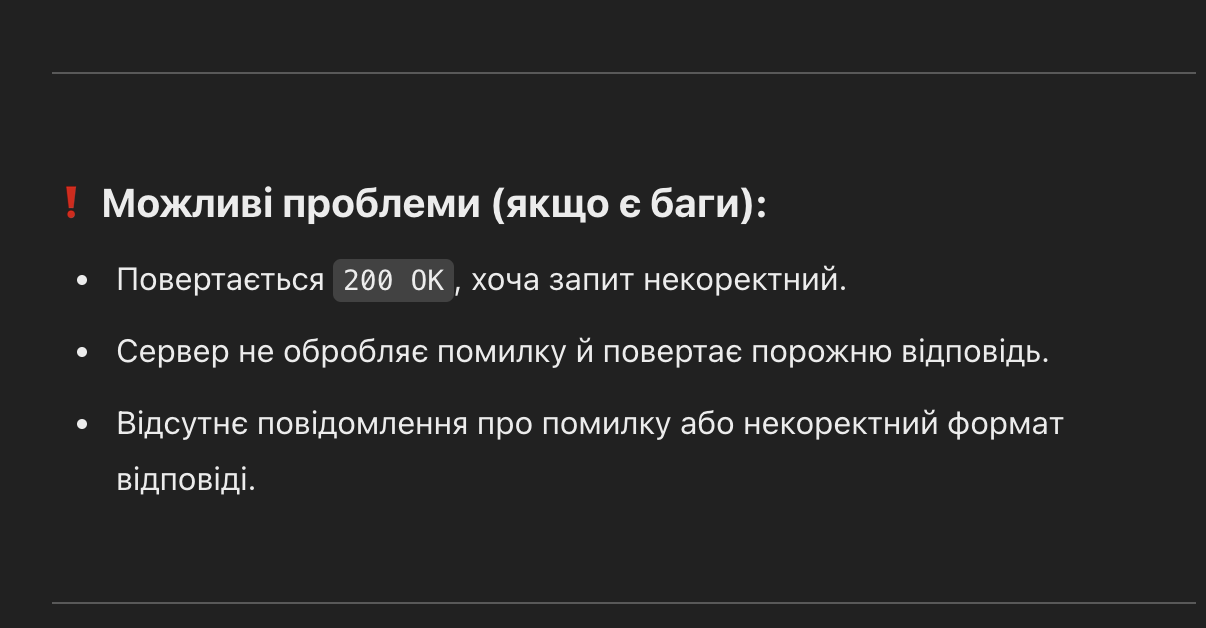 ❗ Можливі проблеми (якщо є баги):
• Повертається 200 OK, хоча запит некоректний.
• Сервер не обробляє помилку й повертає порожню відповідь.
• Відсутнє повідомлення про помилку або некоректний формат
відповіді.